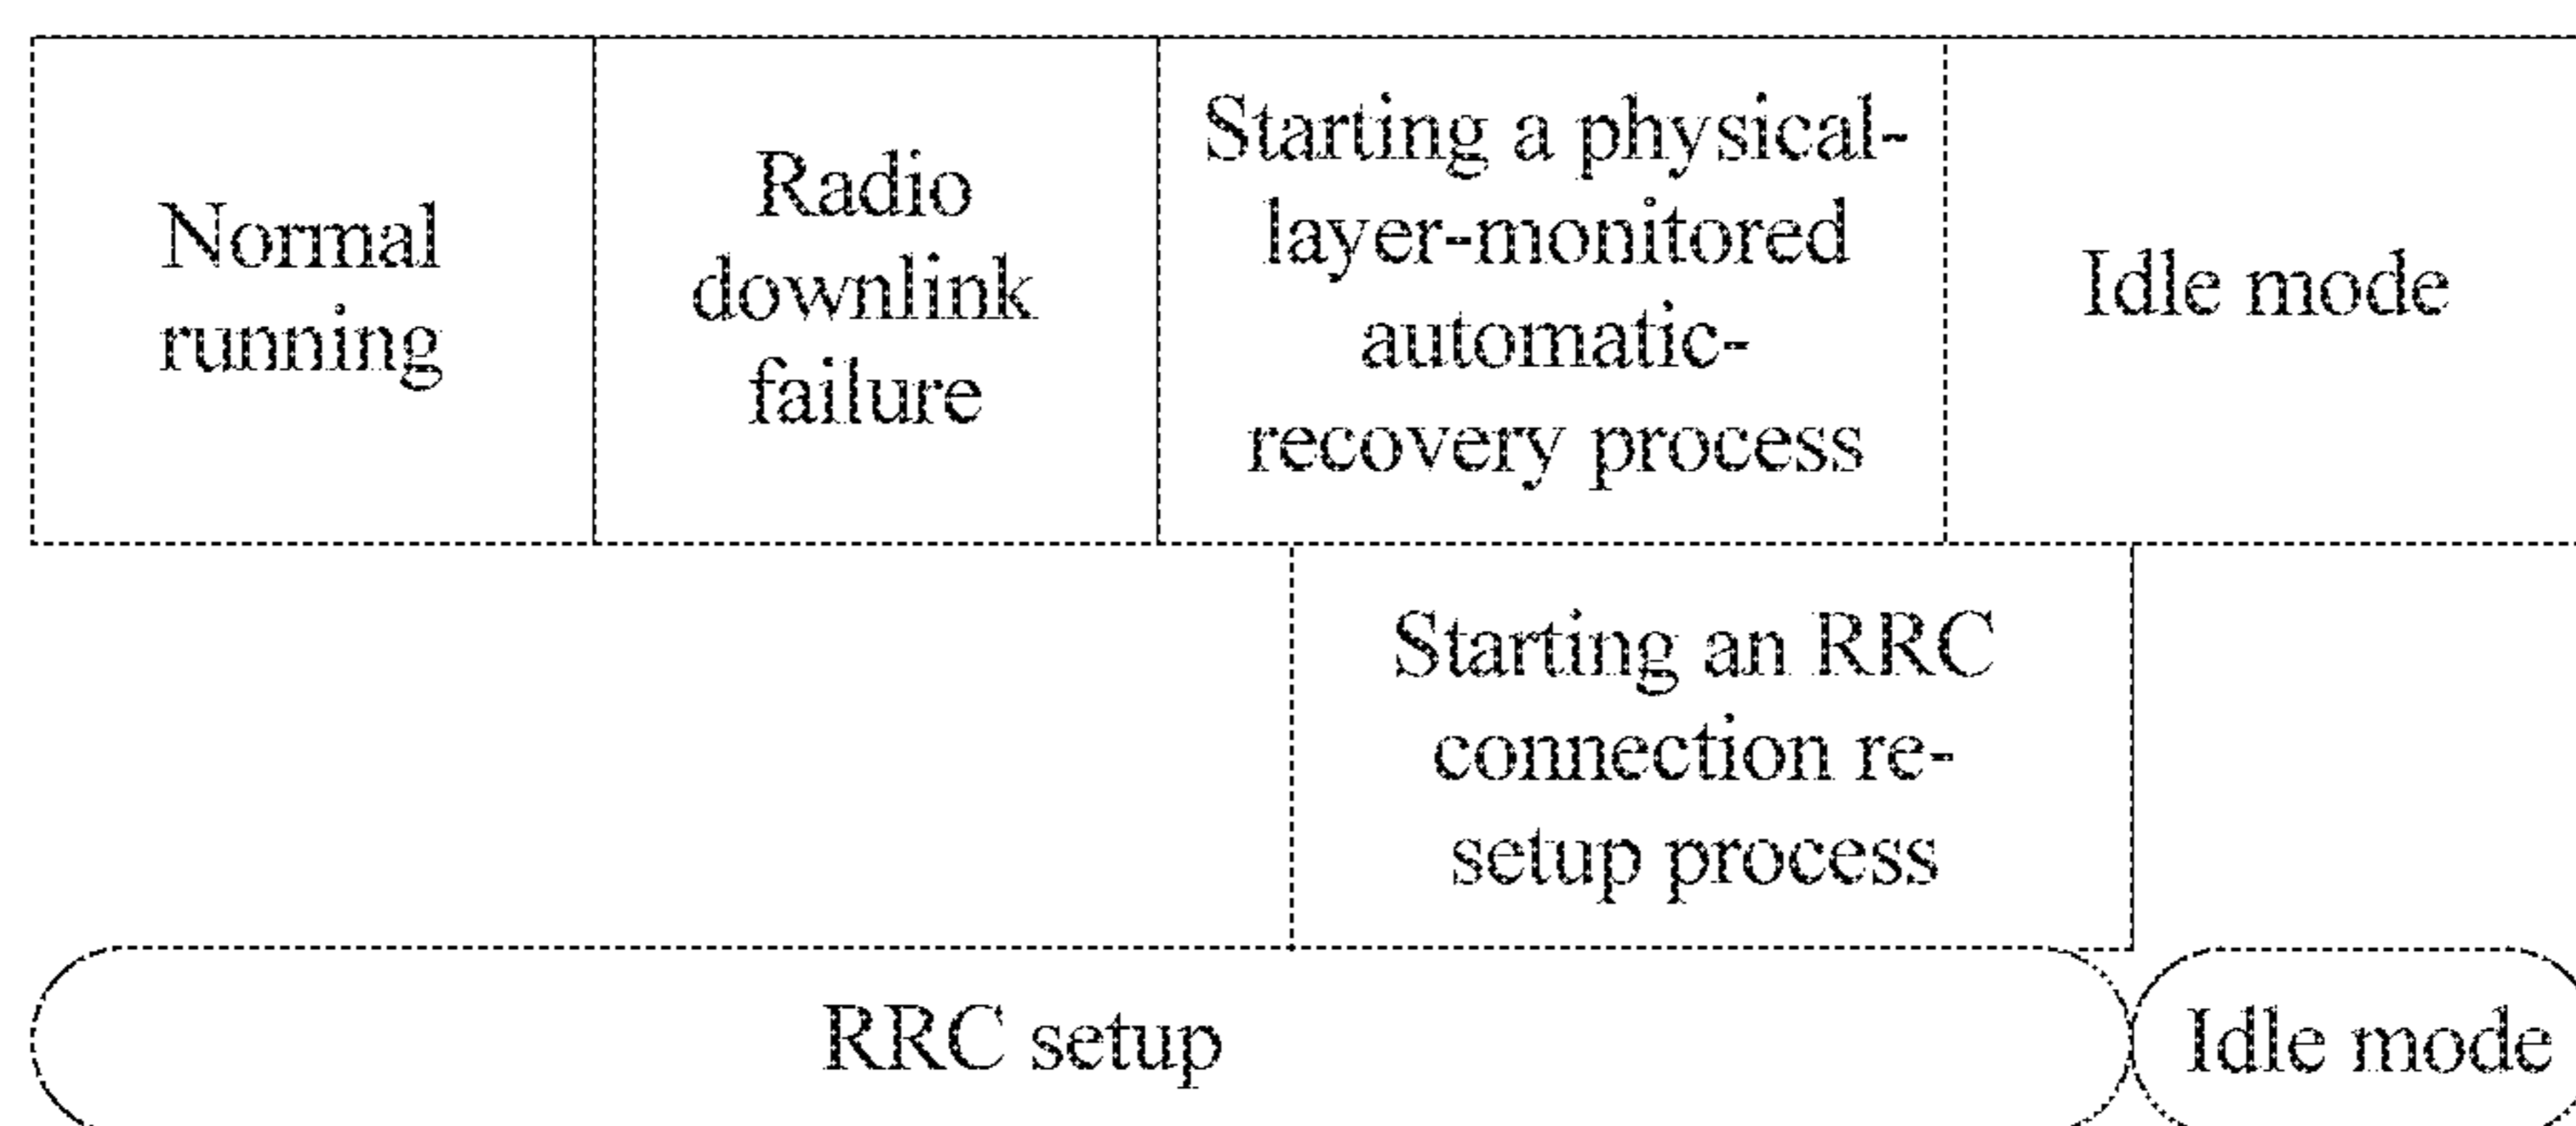 Normal
running
Radio
downlink
failure
Starting a physical-
layer-monitored
automatic-
recovery process
Idle mode
Starting an RRC
connection re-
setup process
RRC setup
Idle mode